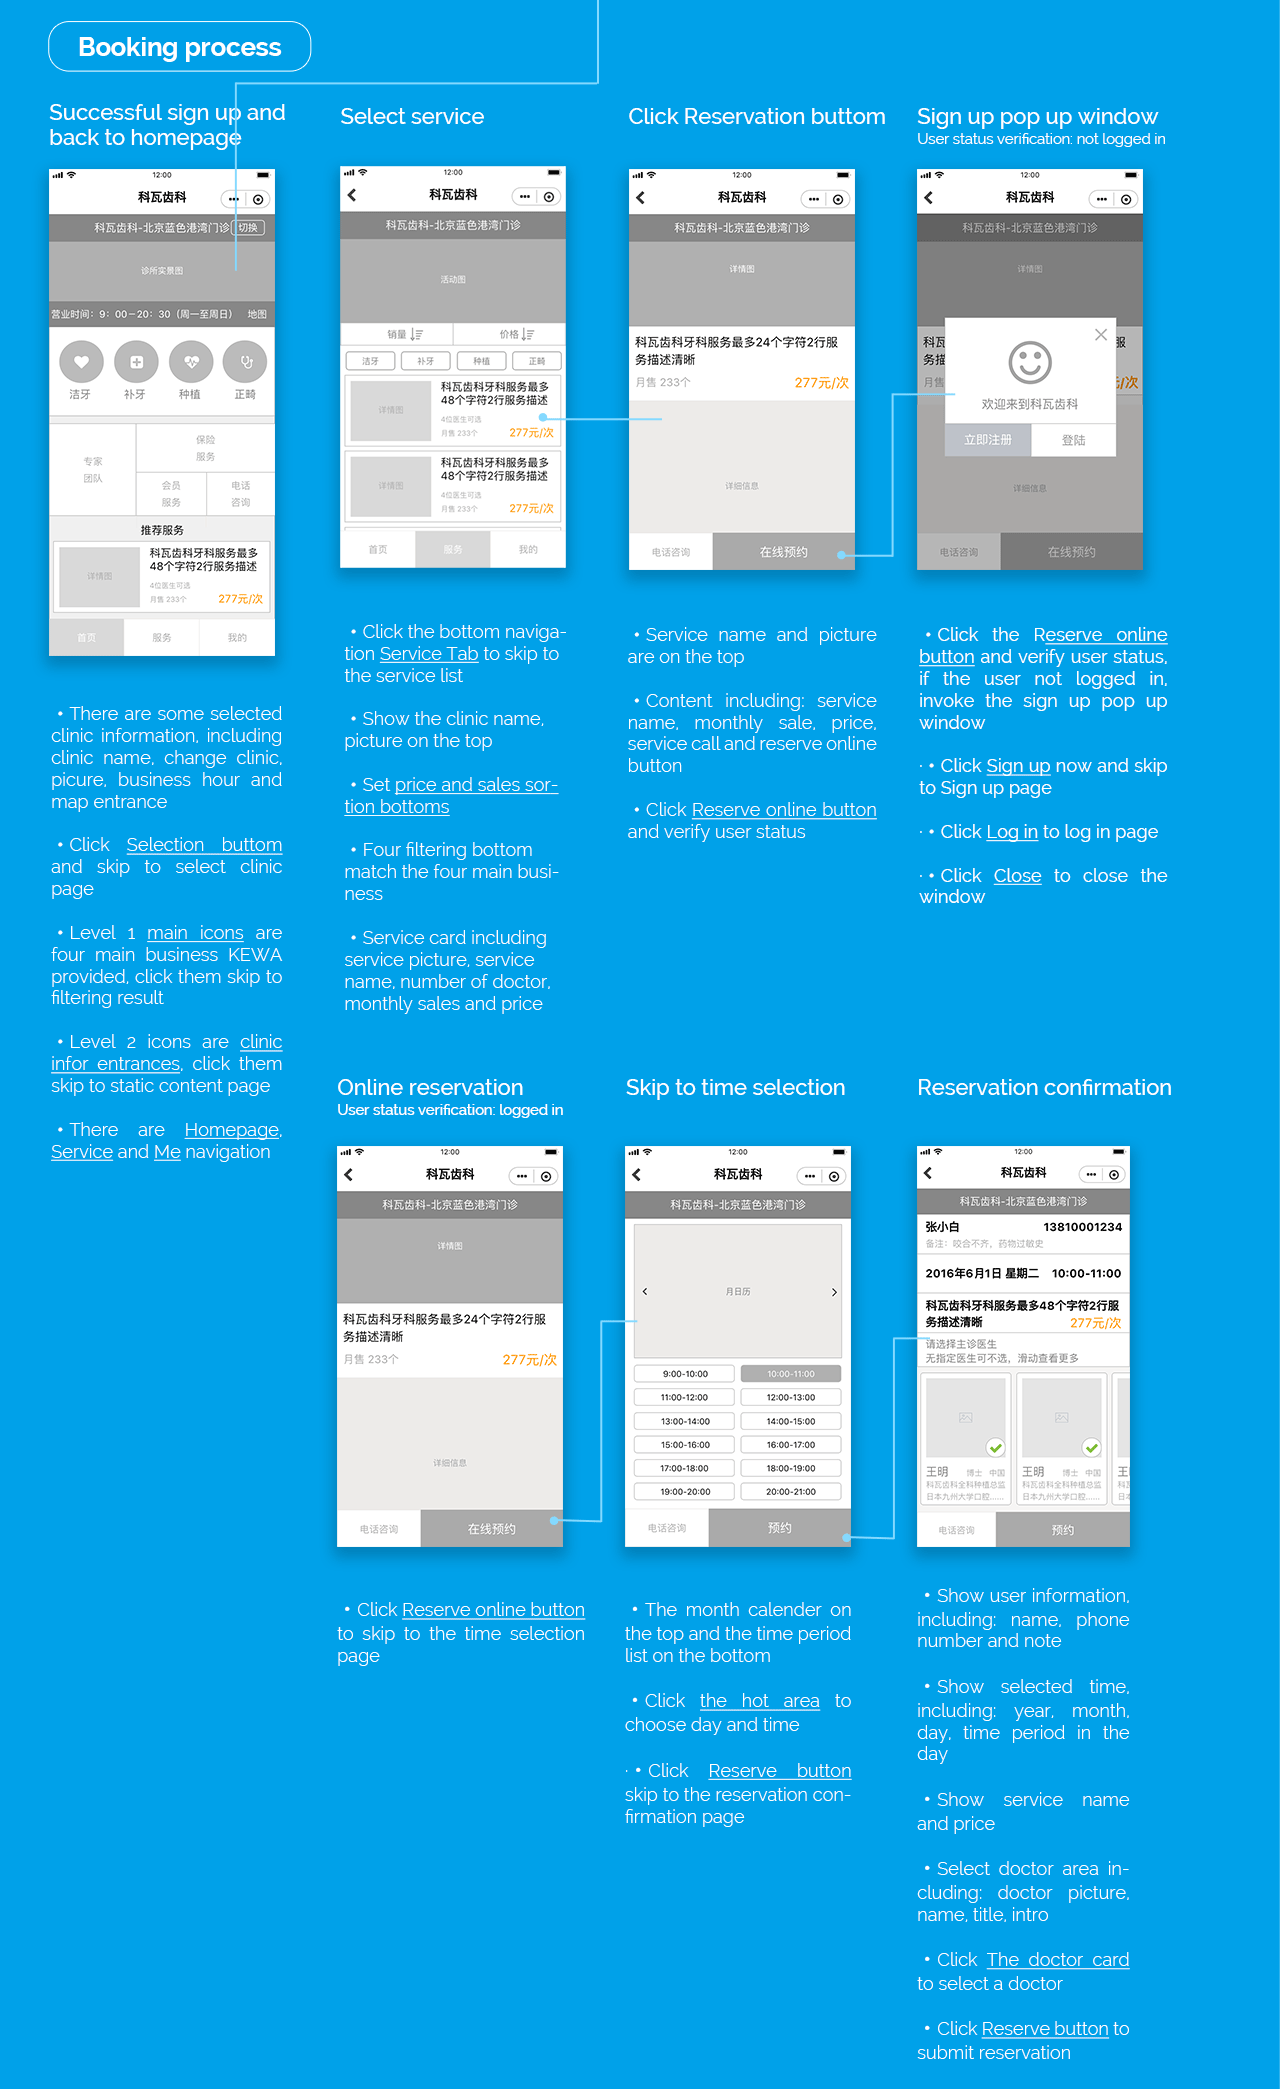 Booking process
Successful sign up and
back to homepage
12:00
科瓦齿科
科瓦齿科-北京蓝色港湾门诊 切换
诊所实景图
营业时间：9：00—20：30（周一至周日） 地图
洁牙 补牙 种植 正畸
专家
团队
保险
服务
会员
服务
电话
咨询
推荐服务
详情图
科瓦齿科牙科服务最多
48个字符2行服务描述
4位医生可选
月售 233个 277元/次
首页 服务 我的
• There are some selected
clinic information, including
clinic name, change clinic,
picure, business hour and
map entrance
• Click Selection buttom
and skip to select clinic
page
• Level 1 main icons are
four main business KEWA
provided, click them skip to
filtering result
• Level 2 icons are clinic
infor entrances, click them
skip to static content page
• There are Homepage,
Service and Me navigation
Select service
12:00
科瓦齿科
科瓦齿科-北京蓝色港湾门诊
活动图
销量 价格
洁牙 补牙 种植 正畸
详情图
科瓦齿科牙科服务最多
48个字符2行服务描述
4位医生可选
月售 233个 277元/次
详情图
科瓦齿科牙科服务最多
48个字符2行服务描述
4位医生可选
月售 233个 277元/次
首页 服务 我的
• Click the bottom naviga-
tion Service Tab to skip to
the service list
• Show the clinic name,
picture on the top
• Set price and sales sor-
tion bottoms
• Four filtering bottom
match the four main busi-
ness
• Service card including
service picture, service
name, number of doctor,
monthly sales and price
Click Reservation buttom
12:00
科瓦齿科
科瓦齿科-北京蓝色港湾门诊
详情图
科瓦齿科牙科服务最多24个字符2行服
务描述清晰
月售 233个 277元/次
详细信息
电话咨询 在线预约
• Service name and picture
are on the top
• Content including: service
name, monthly sale, price,
service call and reserve online
button
• Click Reserve online button
and verify user status
Sign up pop up window
User status verification: not logged in
12:00
科瓦齿科
科瓦齿科-北京蓝色港湾门诊
详情图
科瓦 服
务描
月售 元/次
欢迎来到科瓦齿科
立即注册 登陆
详细信息
电话咨询 在线预约
• Click the Reserve online
button and verify user status,
if the user not logged in,
invoke the sign up pop up
window
· • Click Sign up now and skip
to Sign up page
· • Click Log in to log in page
· • Click Close to close the
window
Online reservation
User status verification: logged in
12:00
科瓦齿科
科瓦齿科-北京蓝色港湾门诊
详情图
科瓦齿科牙科服务最多24个字符2行服
务描述清晰
月售 233个 277元/次
详细信息
电话咨询 在线预约
• Click Reserve online button
to skip to the time selection
page
Skip to time selection
12:00
科瓦齿科
科瓦齿科-北京蓝色港湾门诊
月日历
9:00-10:00 10:00-11:00
11:00-12:00 12:00-13:00
13:00-14:00 14:00-15:00
15:00-16:00 16:00-17:00
17:00-18:00 18:00-19:00
19:00-20:00 20:00-21:00
电话咨询 预约
• The month calender on
the top and the time period
list on the bottom
• Click the hot area to
choose day and time
· • Click Reserve button
skip to the reservation con-
firmation page
Reservation confirmation
12:00
科瓦齿科
科瓦齿科-北京蓝色港湾门诊
张小白 13810001234
备注：咬合不齐，药物过敏史
2016年6月1日 星期二 10:00-11:00
科瓦齿科牙科服务最多48个字符2行服
务描述清晰 277元/次
请选择主诊医生
无指定医生可不选，滑动查看更多
王明 博士 中国
科瓦齿科全科种植总监
日本九州大学口腔......
王明 博士 中国
科瓦齿科全科种植总监
日本九州大学口腔......
王
科瓦
日本
电话咨询 预约
• Show user information,
including: name, phone
number and note
• Show selected time,
including: year, month,
day, time period in the
day
• Show service name
and price
• Select doctor area in-
cluding: doctor picture,
name, title, intro
• Click The doctor card
to select a doctor
• Click Reserve button to
submit reservation